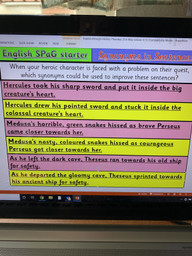 English SPaG starter
Synonyms in Sentences
When your heroic character is faced with a problem on their quest,
which synonyms could be used to improve these sentences?
Hercules took his sharp sword and put it inside the big
creature's heart.
Hercules drew his pointed sword and stuck it inside the
colossal creature's heart.
Medusa's horrible, green snakes hissed as brave Perseus
came closer towards her.
Medusa's nasty, coloured snakes hissed as courageous
Perseus got closer towards her.
As he left the dark cave, Theseus ran towards his old ship
for safety.
As he departed the gloomy cave, Theseus sprinted towards
his ancient ship for safety.